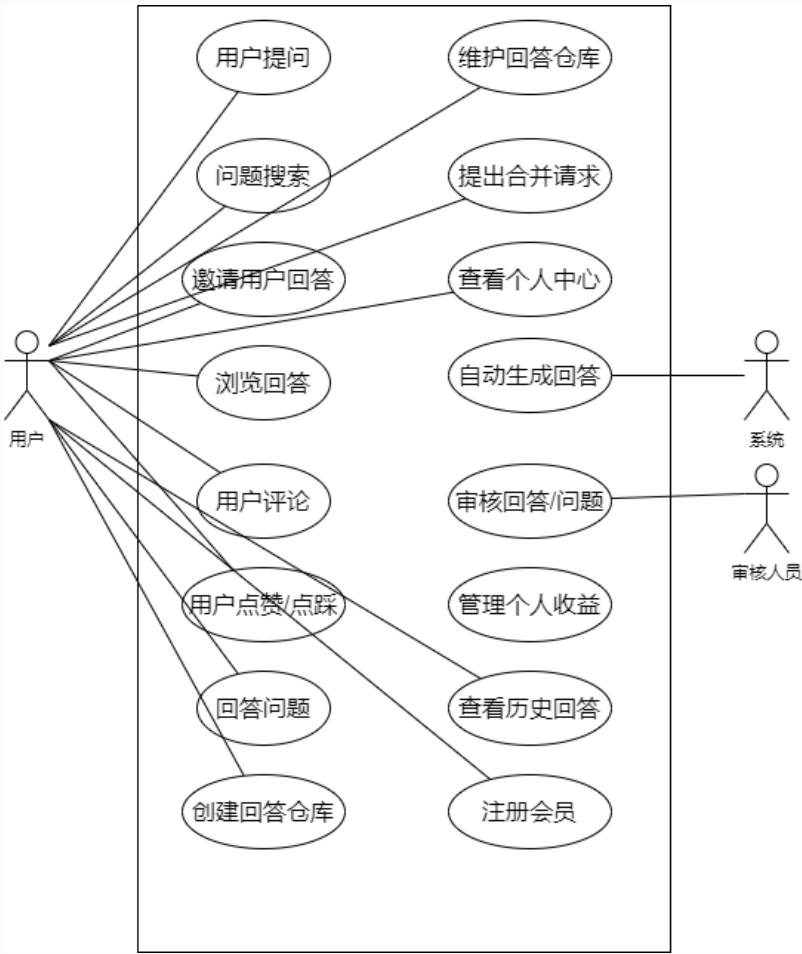 用户提问
维护回答仓库
问题搜索
提出合并请求
邀请用户回答
查看个人中心
浏览回答
自动生成回答
用户
系统
用户评论
审核回答/问题
审核人员
用户点赞/点踩
管理个人收益
回答问题
查看历史回答
创建回答仓库
注册会员